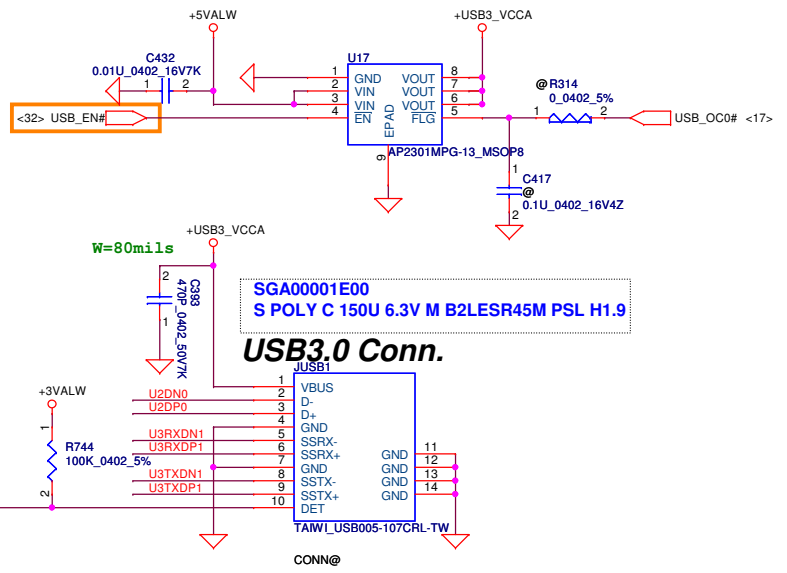 +5VALW
+USB3_VCCA
C432
0.01U_0402_16V7K
1 2
U17
1 GND VOUT 8
2 VIN VOUT 7
3 VIN VOUT 6
4 EN FLG 5
EPAD
9
AP2301MPG-13_MSOP8
<32> USB_EN#
@ R314
0_0402_5%
1 2
USB_OC0# <17>
1
C417
@
0.1U_0402_16V4Z
2
+USB3_VCCA
W=80mils
2
C393
470P_0402_50V7K
1
SGA00001E00
S POLY C 150U 6.3V M B2LESR45M PSL H1.9
USB3.0 Conn.
JUSB1
+3VALW
1
R744
100K_0402_5%
2
1 VBUS
U2DN0 2 D-
U2DP0 3 D+
4 GND
U3RXDN1 5 SSRX-
U3RXDP1 6 SSRX+ GND 11
7 GND GND 12
U3TXDN1 8 SSTX- GND 13
U3TXDP1 9 SSTX+ GND 14
10 DET
TAIWI_USB005-107CRL-TW
CONN@